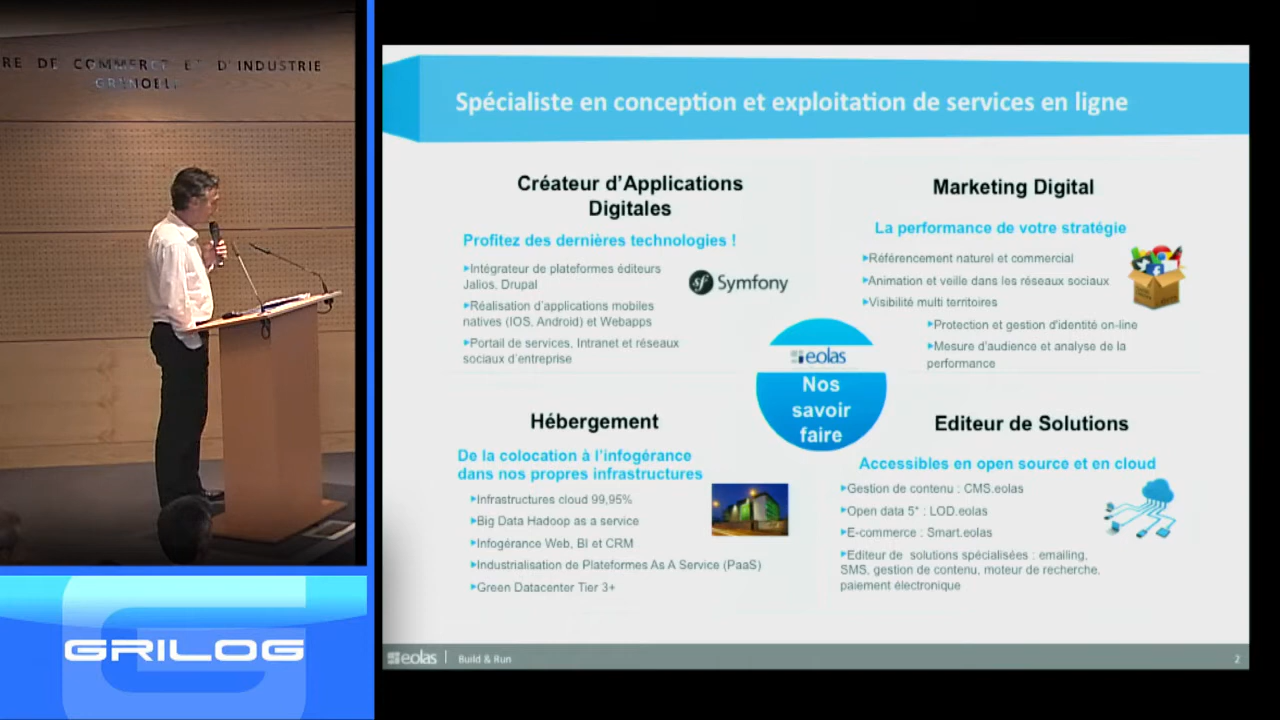 RE DE COMMERCE ET D'INDUSTRIE
GRENOBLE
GRILOG
Spécialiste en conception et exploitation de services en ligne
Créateur d'Applications
Digitales
Profitez des dernières technologies !
Intégrateur de plateformes éditeurs
Jalios, Drupal
Réalisation d'applications mobiles
natives (IOS, Android) et Webapps
Portail de services, Intranet et réseaux
sociaux d'entreprise
sf Symfony
Marketing Digital
La performance de votre stratégie
Référencement naturel et commercial
Animation et veille dans les réseaux sociaux
Visibilité multi territoires
Protection et gestion d'identité on-line
Mesure d'audience et analyse de la
performance
eolas
Nos
savoir
faire
Hébergement
De la colocation à l'infogérance
dans nos propres infrastructures
Infrastructures cloud 99,95%
Big Data Hadoop as a service
Infogérance Web, BI et CRM
Industrialisation de Plateformes As A Service (PaaS)
Green Datacenter Tier 3+
Editeur de Solutions
Accessibles en open source et en cloud
Gestion de contenu : CMS.eolas
Open data 5* : LOD.eolas
E-commerce : Smart.eolas
Editeur de solutions spécialisées : emailing,
SMS, gestion de contenu, moteur de recherche,
paiement électronique
eolas
Build & Run
2